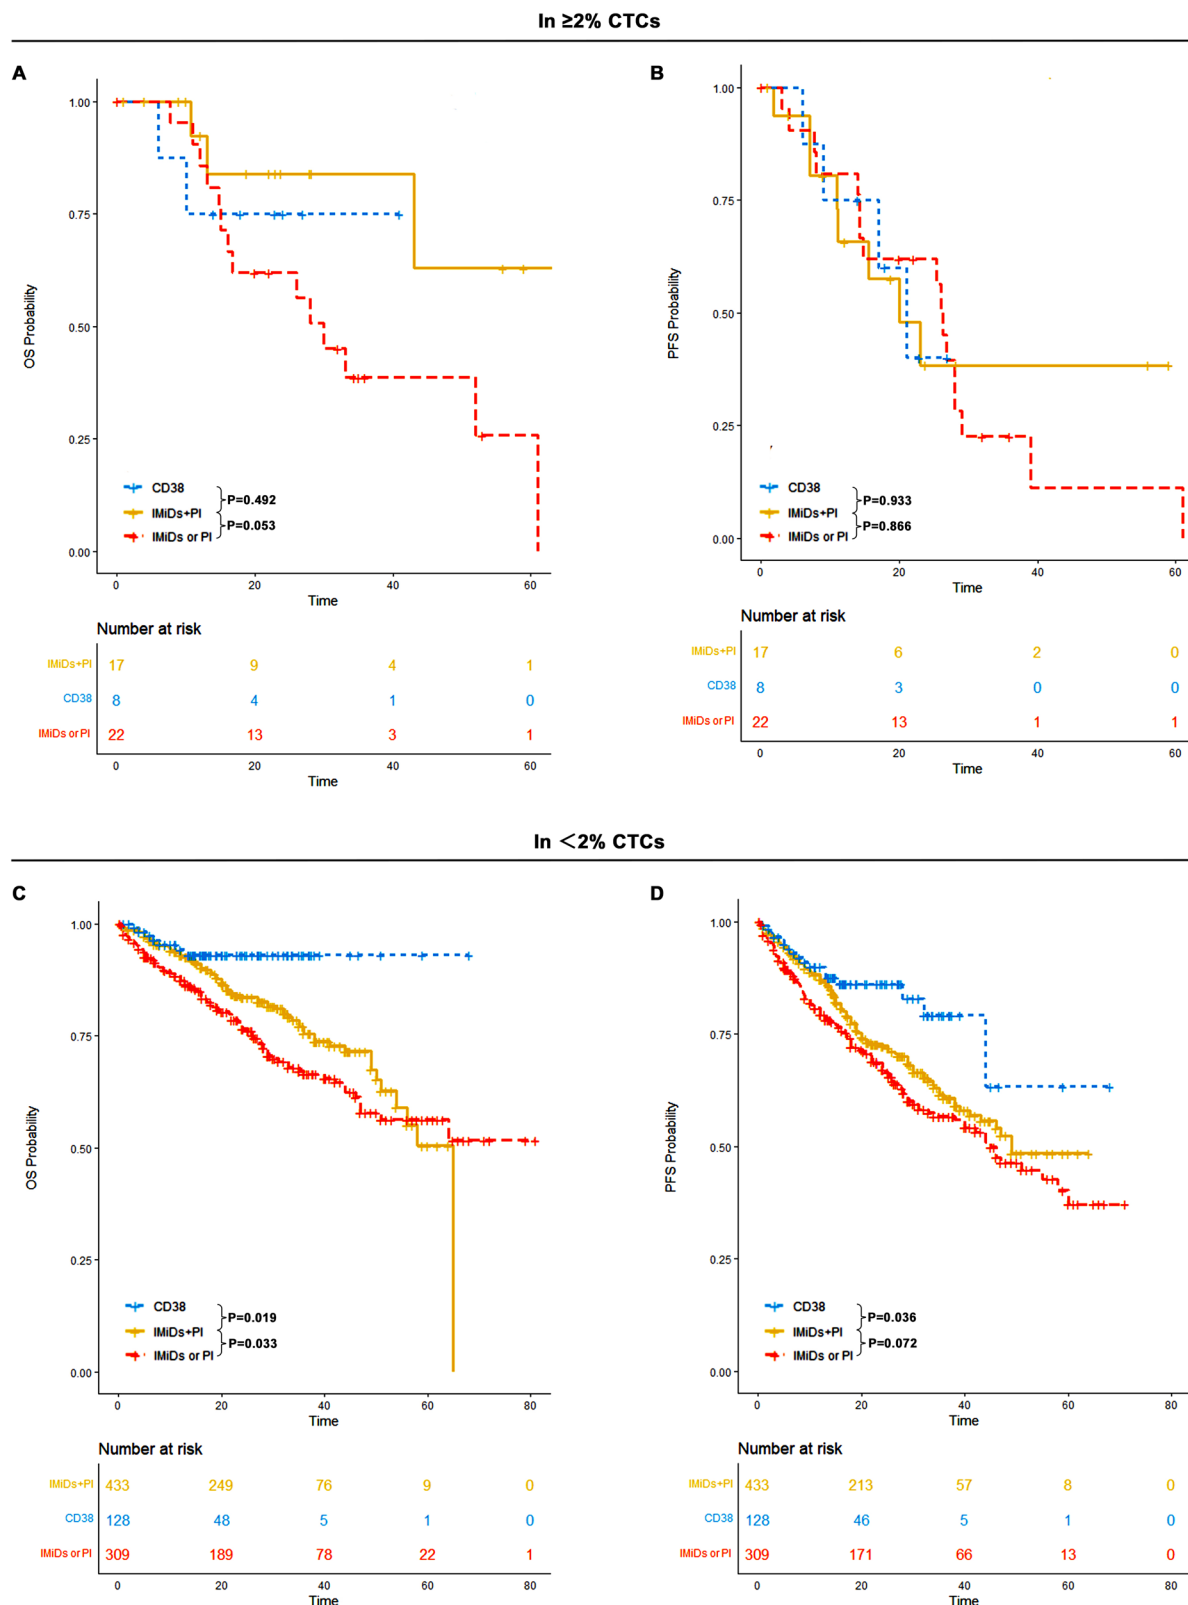 In ≥2% CTCs
A
B
OS Probability
1.00
0.75
0.50
0.25
0.00
CD38
IMiDs+PI
IMiDs or PI
P=0.492
P=0.053
0 20 40 60
Time
Number at risk
IMiDs+PI 17 9 4 1
CD38 8 4 1 0
IMiDs or PI 22 13 3 1
0 20 40 60
Time
PFS Probability
1.00
0.75
0.50
0.25
0.00
CD38
IMiDs+PI
IMiDs or PI
P=0.933
P=0.866
0 20 40 60
Time
Number at risk
IMiDs+PI 17 6 2 0
CD38 8 3 0 0
IMiDs or PI 22 13 1 1
0 20 40 60
Time
In <2% CTCs
C
D
OS Probability
1.00
0.75
0.50
0.25
0.00
CD38
IMiDs+PI
IMiDs or PI
P=0.019
P=0.033
0 20 40 60 80
Time
Number at risk
IMiDs+PI 433 249 76 9 0
CD38 128 48 5 1 0
IMiDs or PI 309 189 78 22 1
0 20 40 60 80
Time
PFS Probability
1.00
0.75
0.50
0.25
0.00
CD38
IMiDs+PI
IMiDs or PI
P=0.036
P=0.072
0 20 40 60 80
Time
Number at risk
IMiDs+PI 433 213 57 8 0
CD38 128 46 5 1 0
IMiDs or PI 309 171 66 13 0
0 20 40 60 80
Time